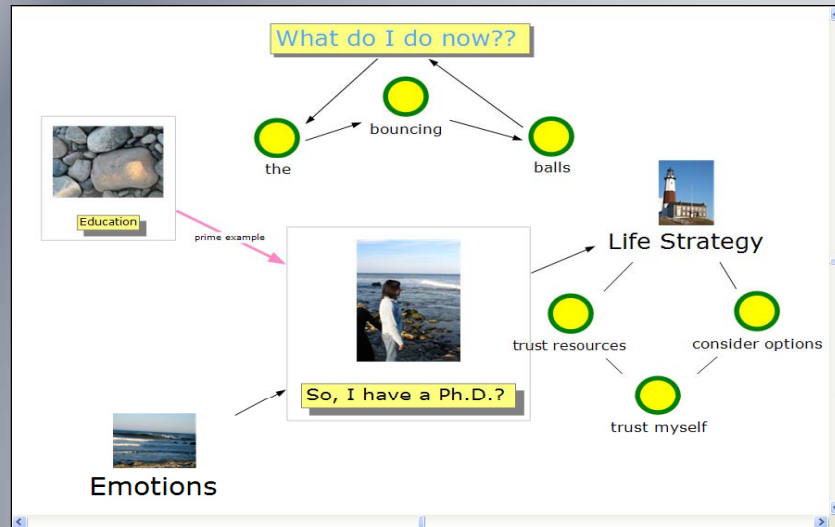 What do I do now??
bouncing
the
balls
Education
prime example
Life Strategy
trust resources
consider options
So, I have a Ph.D.?
trust myself
Emotions